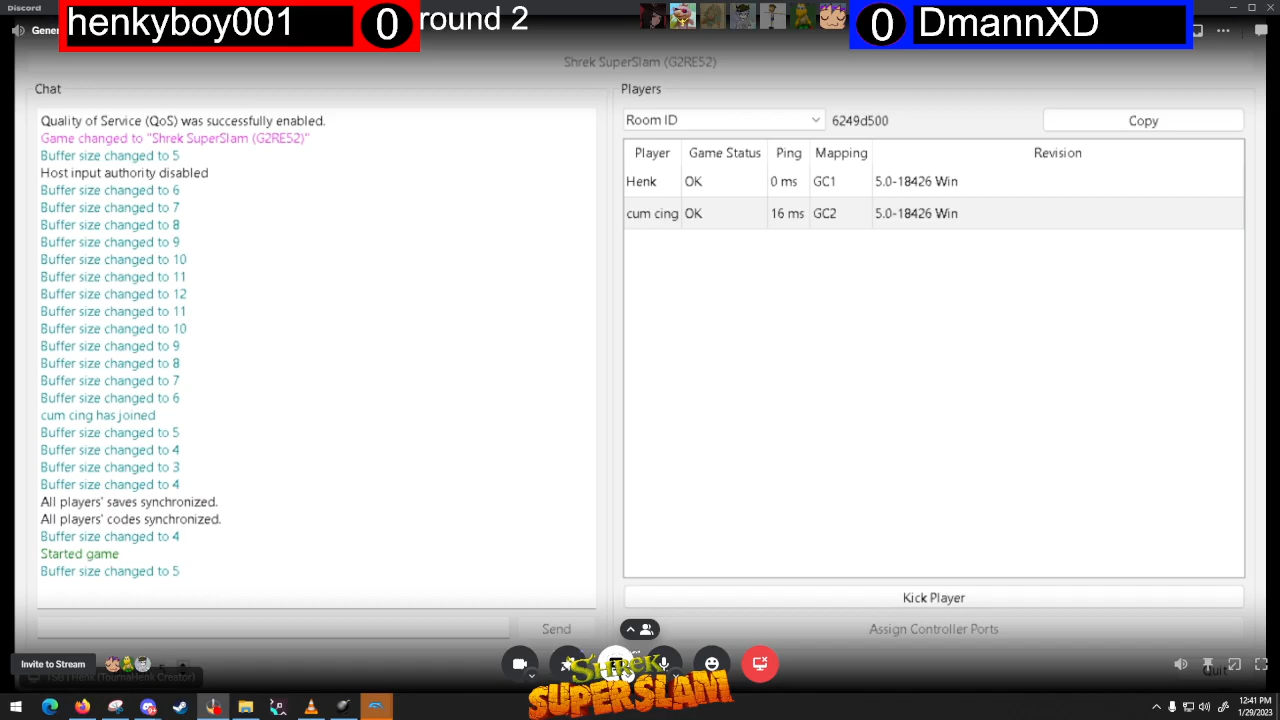 Discord
henkyboy001
0
round 2
0
DmannXD
Gener
Shrek SuperSlam (G2RE52)
Chat
Quality of Service (QoS) was successfully enabled.
Game changed to "Shrek SuperSlam (G2RE52)"
Buffer size changed to 5
Host input authority disabled
Buffer size changed to 6
Buffer size changed to 7
Buffer size changed to 8
Buffer size changed to 9
Buffer size changed to 10
Buffer size changed to 11
Buffer size changed to 12
Buffer size changed to 11
Buffer size changed to 10
Buffer size changed to 9
Buffer size changed to 8
Buffer size changed to 7
Buffer size changed to 6
cum cing has joined
Buffer size changed to 5
Buffer size changed to 4
Buffer size changed to 3
Buffer size changed to 4
All players' saves synchronized.
All players' codes synchronized.
Buffer size changed to 4
Started game
Buffer size changed to 5
Send
Players
Room ID
6249d500
Copy
Player Game Status Ping Mapping Revision
Henk OK 0 ms GC1 5.0-18426 Win
cum cing OK 16 ms GC2 5.0-18426 Win
Kick Player
Assign Controller Ports
Quit
Invite to Stream
TSB | Henk (TournaHenk Creator)
SHREK
SUPERSLAM
12:41 PM
1/29/2023